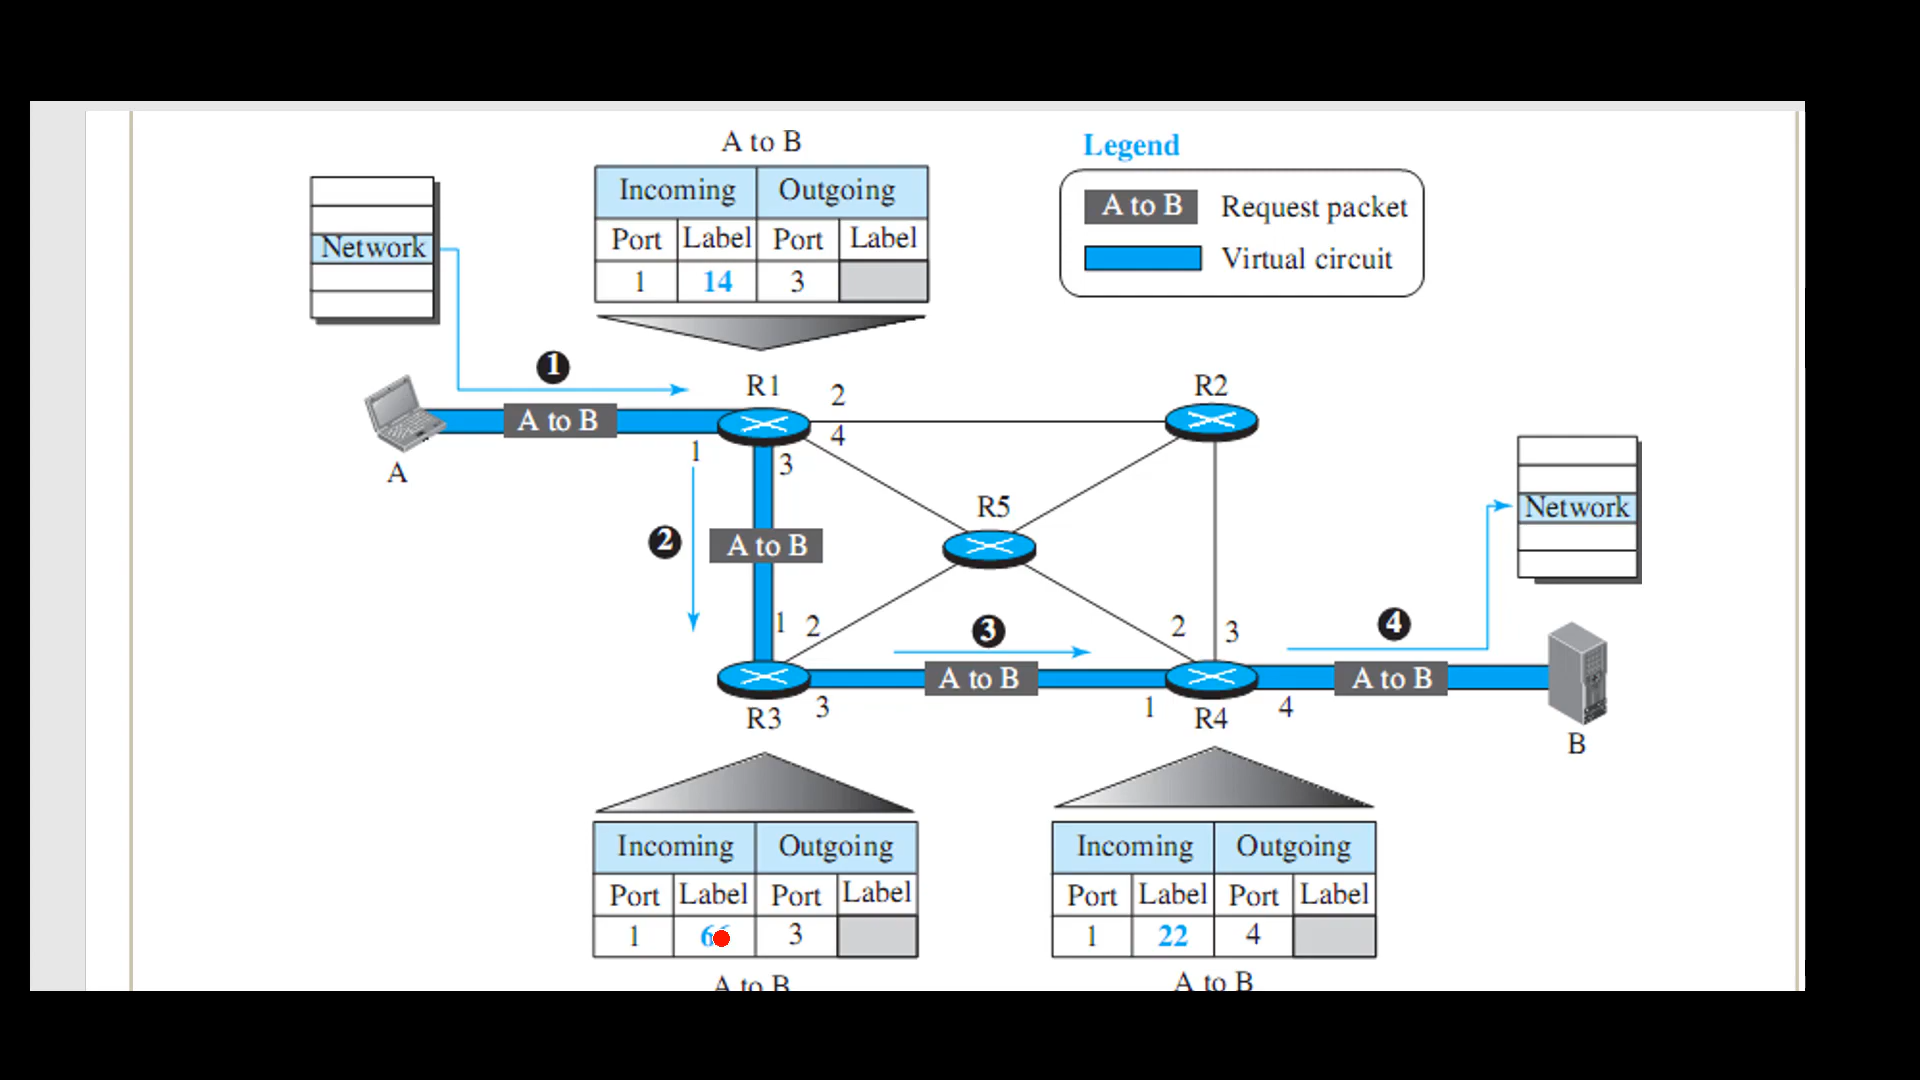 A to B
Legend
Incoming Outgoing
Port Label Port Label
1 14 3
A to B Request packet
Virtual circuit
Network
1
A to B
A
R1
2
4
1
3
R2
R5
Network
2
A to B
1 2
3
A to B
2 3
4
A to B
R3 3
1 R4 4
B
Incoming Outgoing
Port Label Port Label
1 3
A to B
Incoming Outgoing
Port Label Port Label
1 22 4
A to B